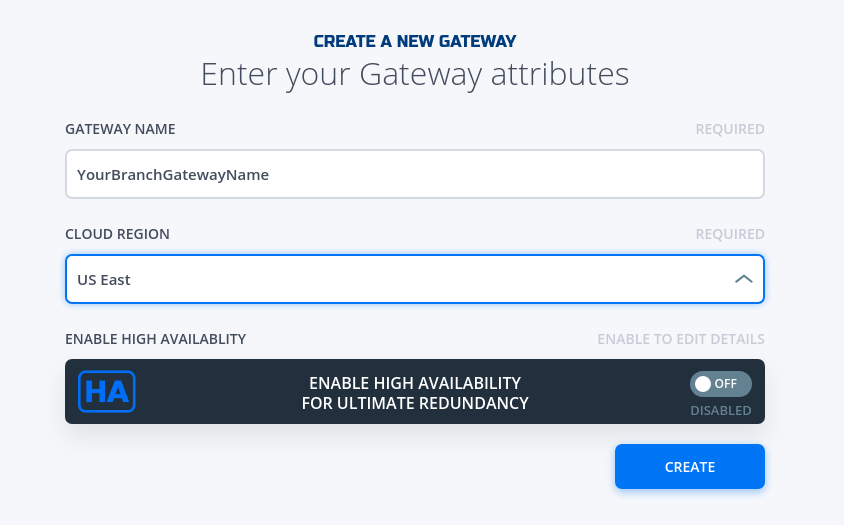 CREATE A NEW GATEWAY
Enter your Gateway attributes
GATEWAY NAME REQUIRED
YourBranchGatewayName
CLOUD REGION REQUIRED
US East
ENABLE HIGH AVAILABLITY ENABLE TO EDIT DETAILS
HA
ENABLE HIGH AVAILABILITY
FOR ULTIMATE REDUNDANCY
OFF
DISABLED
CREATE